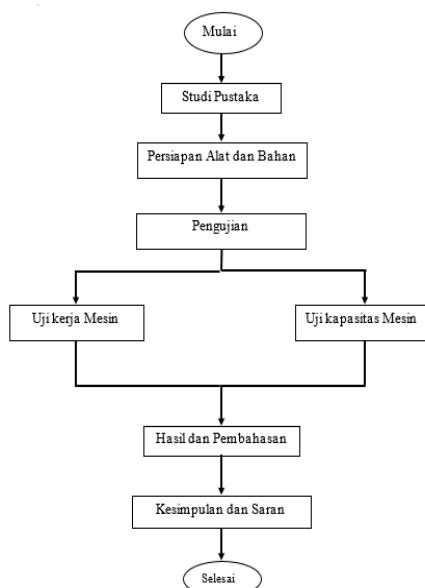 Mulai
Studi Pustaka
Persiapan Alat dan Bahan
Pengujian
Uji kerja Mesin
Uji kapasitas Mesin
Hasil dan Pembahasan
Kesimpulan dan Saran
Selesai